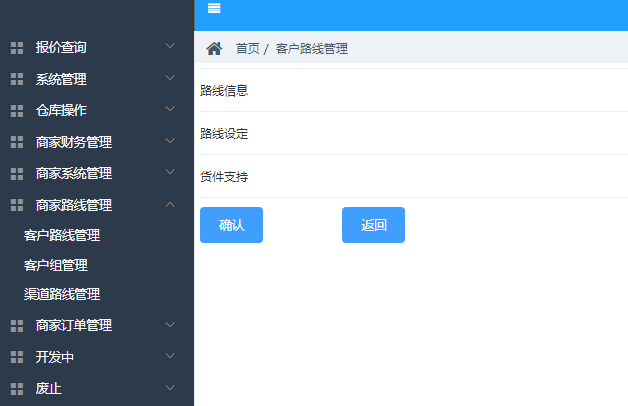 报价查询
系统管理
仓库操作
商家财务管理
商家系统管理
商家路线管理
客户路线管理
客户组管理
渠道路线管理
商家订单管理
开发中
废止
首页 / 客户路线管理
路线信息
路线设定
货件支持
确认 返回